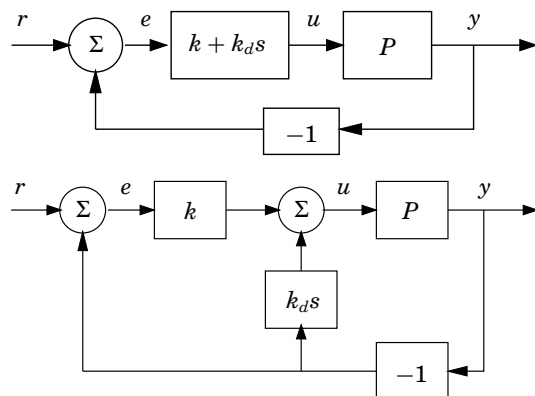 r Σ e k + k_d s u P y
−1
r Σ e k Σ u P y
k_d s
−1